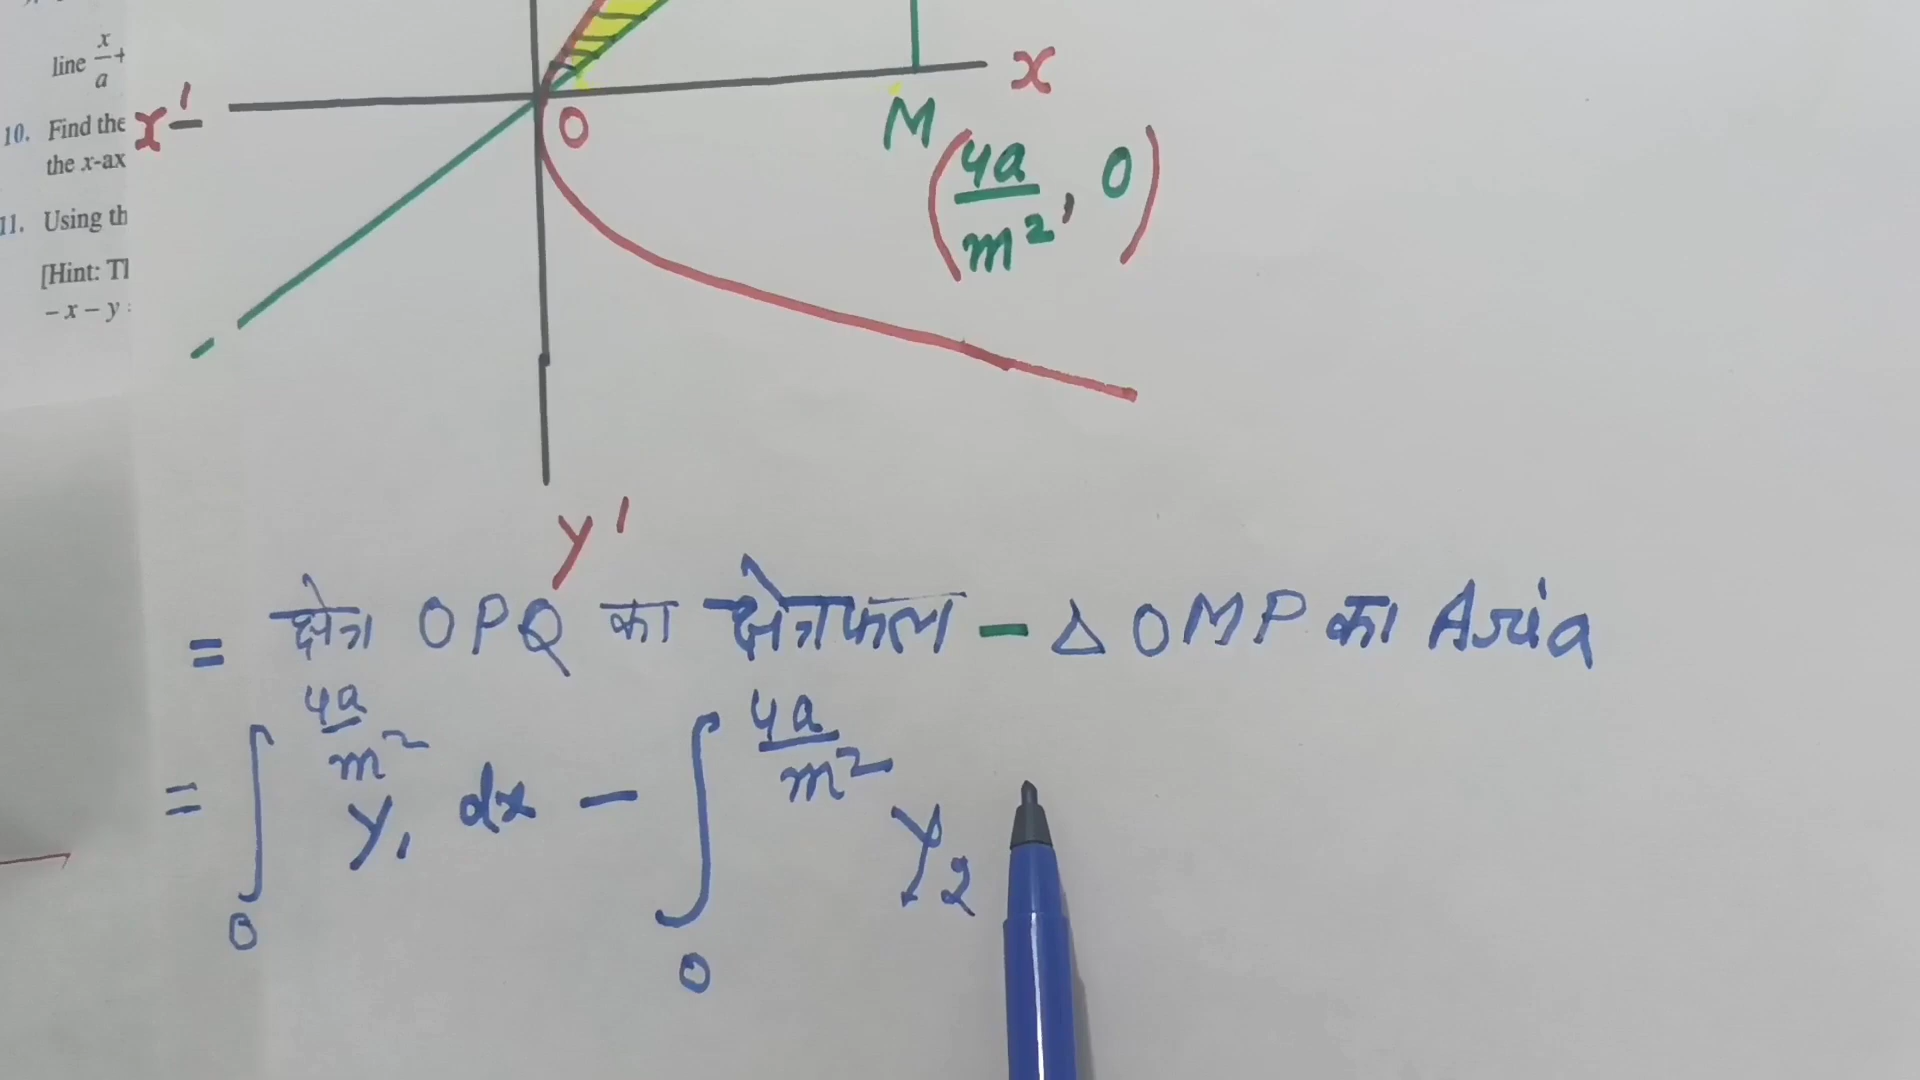 line x/a +
10. Find the
the x-ax
11. Using th
[Hint: Tl
– x – y
x'
O
x
M
(4a/m², 0)
y'
= क्षेत्र OPQ का क्षेत्रफल - Δ OMP का Aria
= ∫₀^(4a/m²) y₁ dx - ∫₀^(4a/m²) y₂